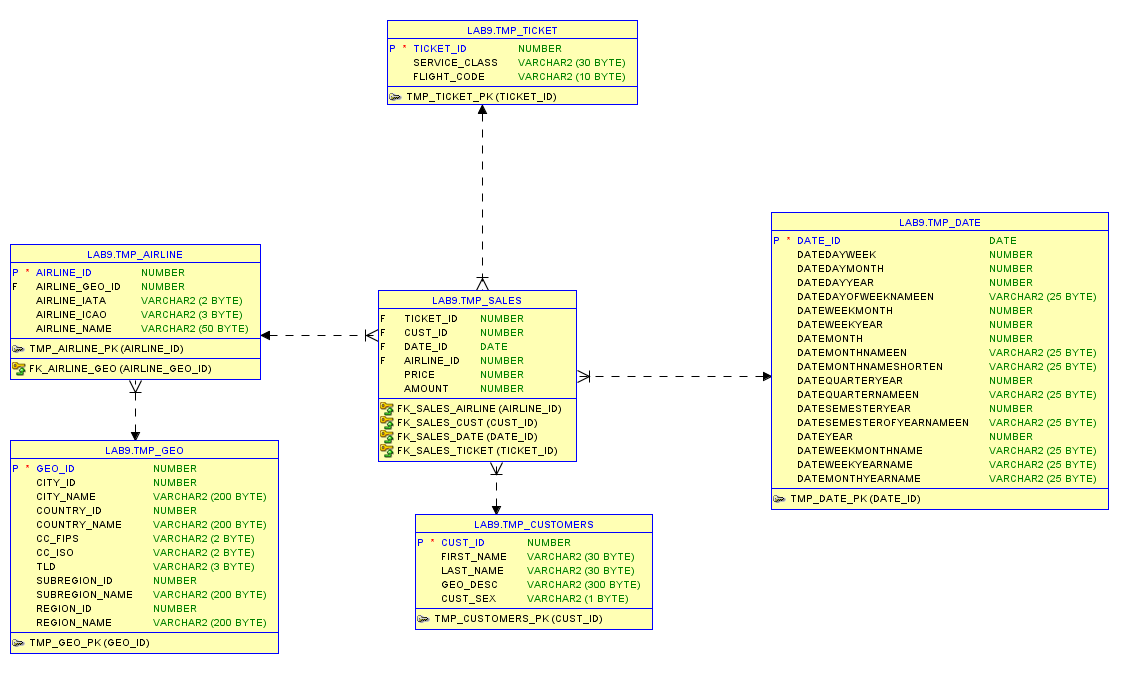 LAB9.TMP_TICKET
P * TICKET_ID NUMBER
SERVICE_CLASS VARCHAR2 (30 BYTE)
FLIGHT_CODE VARCHAR2 (10 BYTE)
TMP_TICKET_PK (TICKET_ID)
LAB9.TMP_AIRLINE
P * AIRLINE_ID NUMBER
F AIRLINE_GEO_ID NUMBER
AIRLINE_IATA VARCHAR2 (2 BYTE)
AIRLINE_ICAO VARCHAR2 (3 BYTE)
AIRLINE_NAME VARCHAR2 (50 BYTE)
TMP_AIRLINE_PK (AIRLINE_ID)
FK_AIRLINE_GEO (AIRLINE_GEO_ID)
LAB9.TMP_SALES
F TICKET_ID NUMBER
F CUST_ID NUMBER
F DATE_ID DATE
F AIRLINE_ID NUMBER
PRICE NUMBER
AMOUNT NUMBER
FK_SALES_AIRLINE (AIRLINE_ID)
FK_SALES_CUST (CUST_ID)
FK_SALES_DATE (DATE_ID)
FK_SALES_TICKET (TICKET_ID)
LAB9.TMP_DATE
P * DATE_ID DATE
DATEDAYWEEK NUMBER
DATEDAYMONTH NUMBER
DATEDAYYEAR NUMBER
DATEDAYOFWEEKNAMEEN VARCHAR2 (25 BYTE)
DATEWEEKMONTH NUMBER
DATEWEEKYEAR NUMBER
DATEMONTH NUMBER
DATEMONTHNAMEEN VARCHAR2 (25 BYTE)
DATEMONTHNAMESHORTEN VARCHAR2 (25 BYTE)
DATEQUARTERYEAR NUMBER
DATEQUARTERNAMEEN VARCHAR2 (25 BYTE)
DATESEMESTERYEAR NUMBER
DATESEMESTEROFYEARNAMEEN VARCHAR2 (25 BYTE)
DATEYEAR NUMBER
DATEWEEKMONTHNAME VARCHAR2 (25 BYTE)
DATEWEEKYEARNAME VARCHAR2 (25 BYTE)
DATEMONTHYEARNAME VARCHAR2 (25 BYTE)
TMP_DATE_PK (DATE_ID)
LAB9.TMP_GEO
P * GEO_ID NUMBER
CITY_ID NUMBER
CITY_NAME VARCHAR2 (200 BYTE)
COUNTRY_ID NUMBER
COUNTRY_NAME VARCHAR2 (200 BYTE)
CC_FIPS VARCHAR2 (2 BYTE)
CC_ISO VARCHAR2 (2 BYTE)
TLD VARCHAR2 (3 BYTE)
SUBREGION_ID NUMBER
SUBREGION_NAME VARCHAR2 (200 BYTE)
REGION_ID NUMBER
REGION_NAME VARCHAR2 (200 BYTE)
TMP_GEO_PK (GEO_ID)
LAB9.TMP_CUSTOMERS
P * CUST_ID NUMBER
FIRST_NAME VARCHAR2 (30 BYTE)
LAST_NAME VARCHAR2 (30 BYTE)
GEO_DESC VARCHAR2 (300 BYTE)
CUST_SEX VARCHAR2 (1 BYTE)
TMP_CUSTOMERS_PK (CUST_ID)